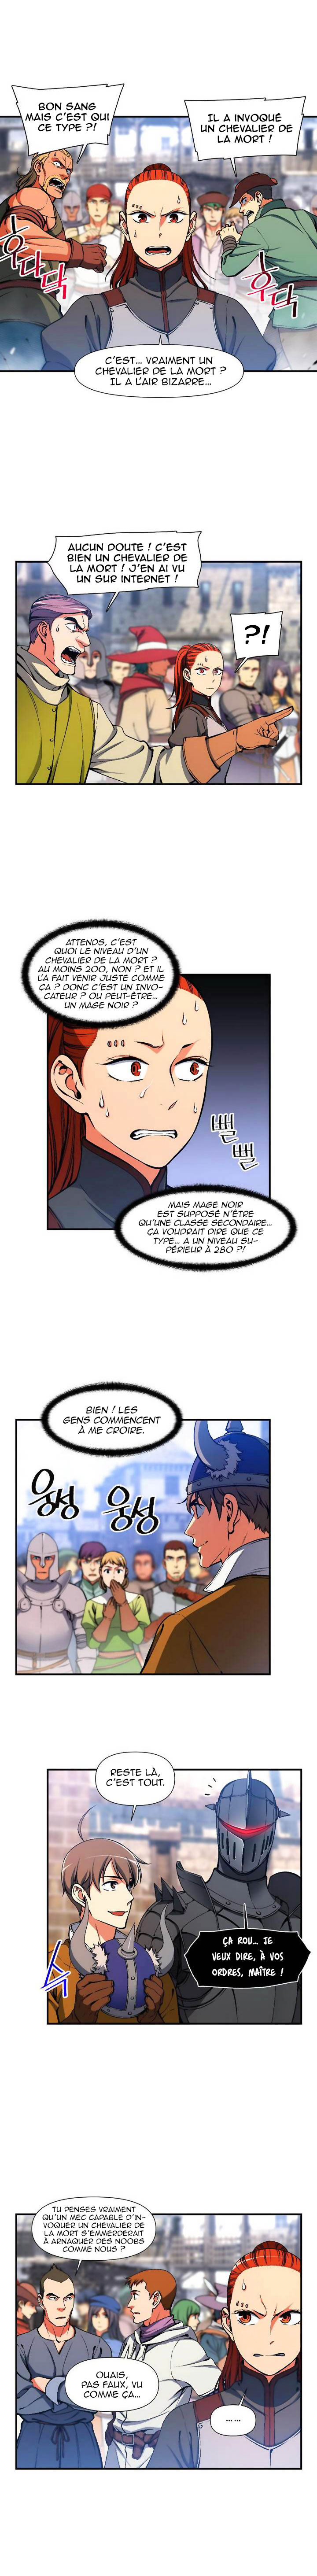 BON SANG
MAIS C'EST QUI
CE TYPE ?!
IL A INVOQUÉ
UN CHEVALIER DE
LA MORT !
후다닥
후다
C'EST... VRAIMENT UN
CHEVALIER DE LA MORT ?
IL A L'AIR BIZARRE...
AUCUN DOUTE ! C'EST
BIEN UN CHEVALIER DE
LA MORT ! J'EN AI VU
UN SUR INTERNET !
?!
ATTENDS, C'EST
QUOI LE NIVEAU D'UN
CHEVALIER DE LA MORT ?
AU MOINS 200, NON ? ET IL
L'A FAIT VENIR JUSTE COMME
ÇA ? DONC C'EST UN INVO-
CATEUR ? OU PEUT-ÊTRE...
UN MAGE NOIR ?
뻘
뻘
MAIS MAGE NOIR
EST SUPPOSÉ N'ÊTRE
QU'UNE CLASSE SECONDAIRE...
ÇA VOUDRAIT DIRE QUE CE
TYPE... A UN NIVEAU SU-
PÉRIEUR À 280 ?!
BIEN ! LES
GENS COMMENCENT
À ME CROIRE.
웅성
웅성
RESTE LÀ,
C'EST TOUT.
ÇA ROU... JE
VEUX DIRE, À VOS
ORDRES, MAÎTRE !
TU PENSES VRAIMENT
QU'UN MEC CAPABLE D'IN-
VOQUER UN CHEVALIER DE
LA MORT S'EMMERDERAIT
À ARNAQUER DES NOOBS
COMME NOUS ?
OUAIS,
PAS FAUX, VU
COMME ÇA...
... ...